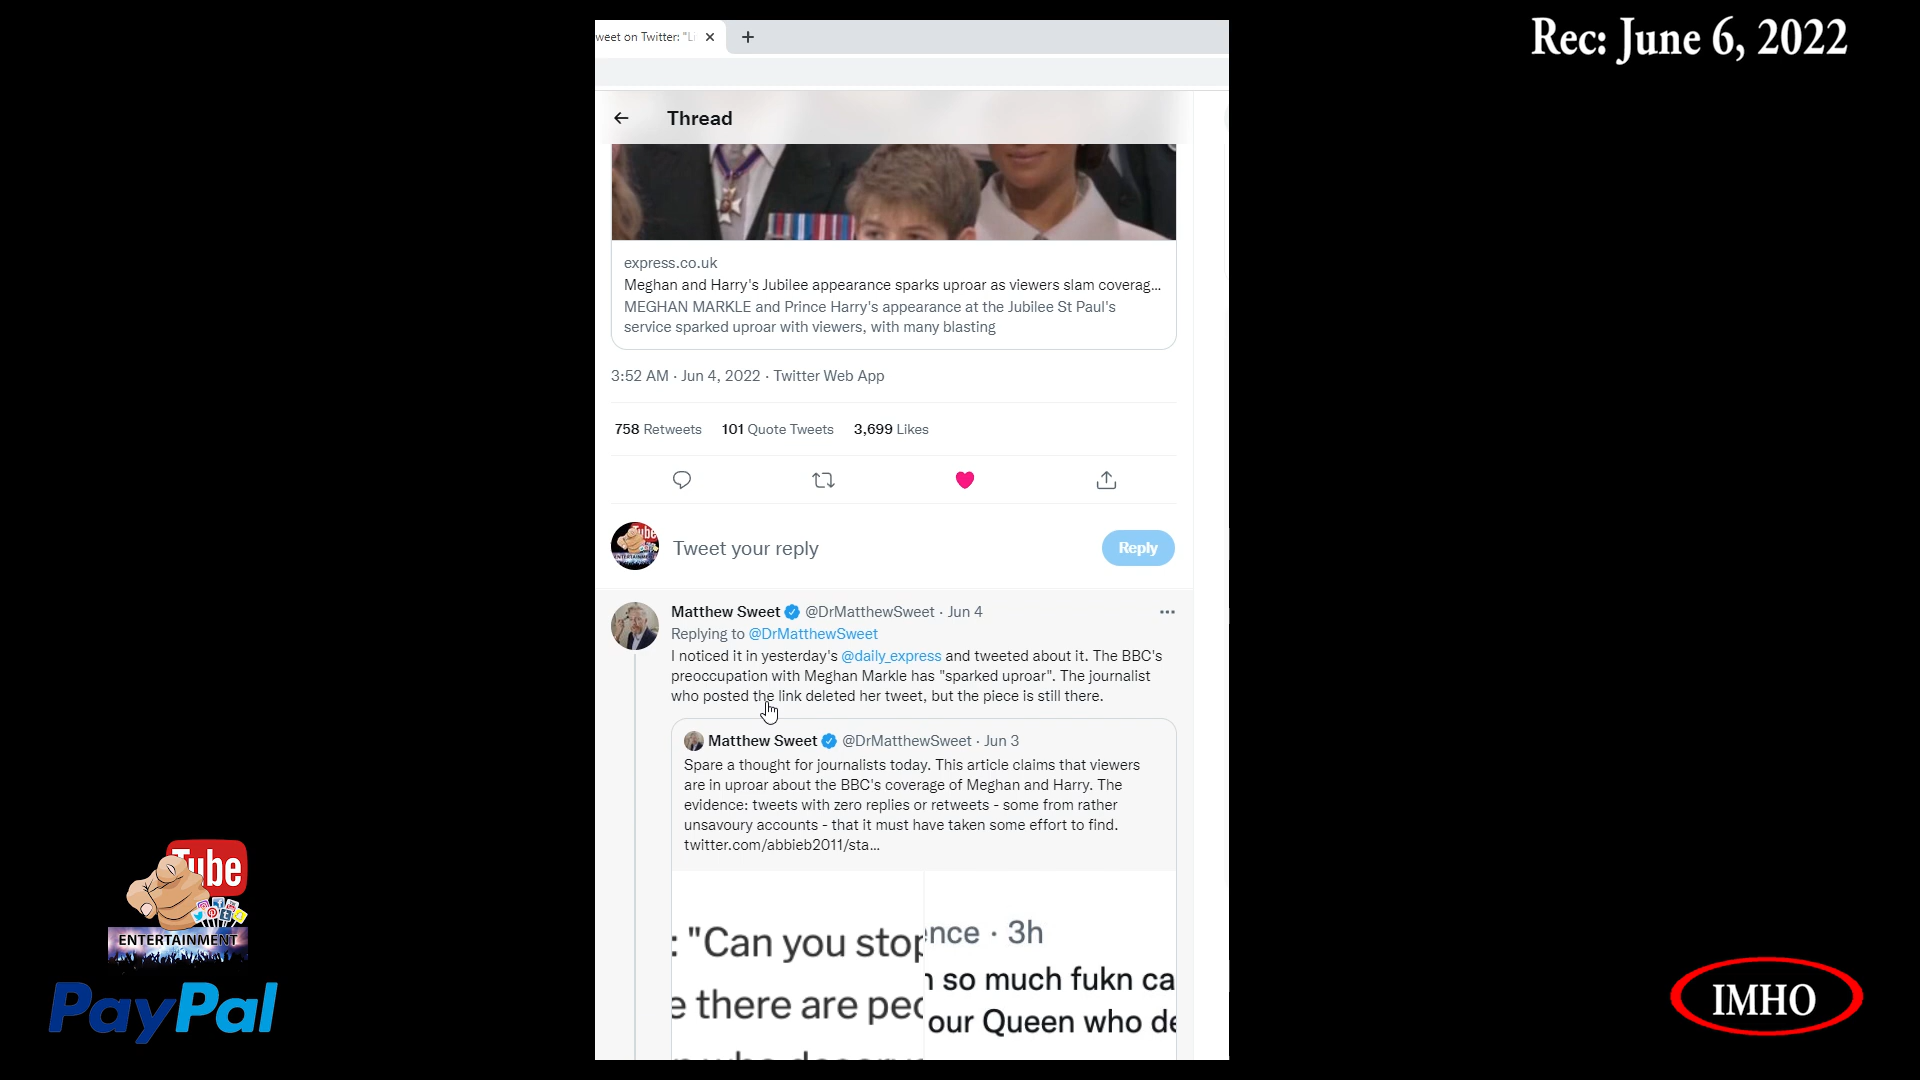 Rec: June 6, 2022
weet on Twitter: "Li
Thread
express.co.uk
Meghan and Harry's Jubilee appearance sparks uproar as viewers slam coverag...
MEGHAN MARKLE and Prince Harry's appearance at the Jubilee St Paul's
service sparked uproar with viewers, with many blasting
3:52 AM · Jun 4, 2022 · Twitter Web App
758 Retweets 101 Quote Tweets 3,699 Likes
Tweet your reply
Reply
Matthew Sweet @DrMatthewSweet · Jun 4
Replying to @DrMatthewSweet
I noticed it in yesterday's @daily_express and tweeted about it. The BBC's
preoccupation with Meghan Markle has "sparked uproar". The journalist
who posted the link deleted her tweet, but the piece is still there.
Matthew Sweet @DrMatthewSweet · Jun 3
Spare a thought for journalists today. This article claims that viewers
are in uproar about the BBC's coverage of Meghan and Harry. The
evidence: tweets with zero replies or retweets - some from rather
unsavoury accounts - that it must have taken some effort to find.
twitter.com/abbieb2011/sta...
: "Can you stop
e there are peo
nce · 3h
n so much fukn ca
our Queen who de
Tube
ENTERTAINMENT
PayPal
IMHO